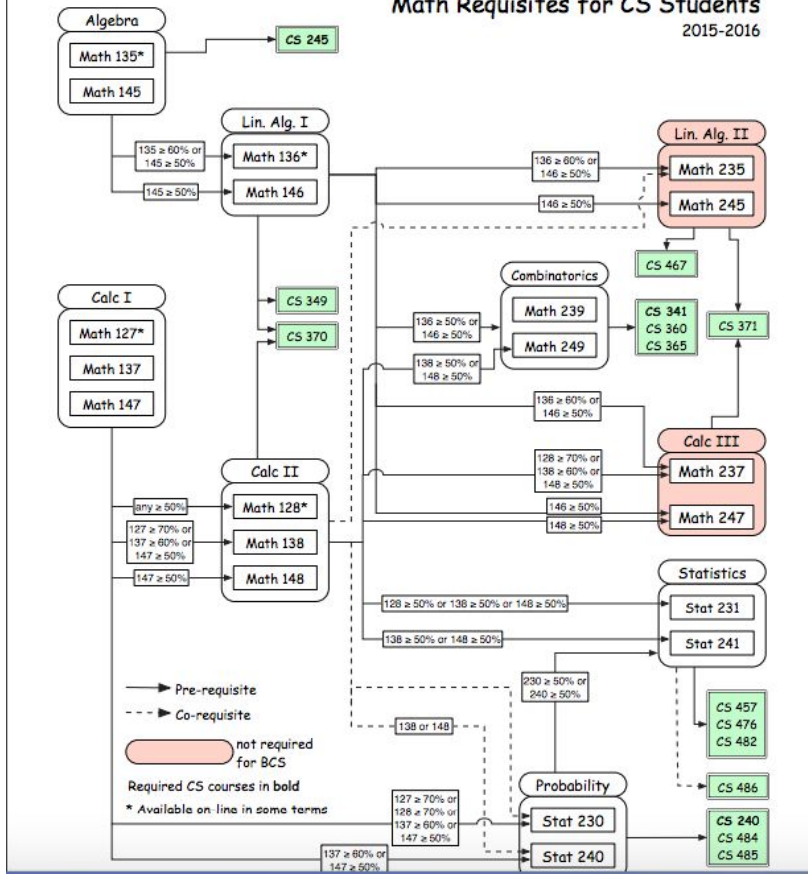 Math Requisites for CS Students
2015-2016
Algebra
Math 135*
Math 145
CS 245
135 ≥ 60% or
145 ≥ 50%
145 ≥ 50%
Lin. Alg. I
Math 136*
Math 146
136 ≥ 60% or
146 ≥ 50%
146 ≥ 50%
Lin. Alg. II
Math 235
Math 245
CS 467
CS 349
CS 370
Calc I
Math 127*
Math 137
Math 147
136 ≥ 50% or
146 ≥ 50%
138 ≥ 50% or
148 ≥ 50%
Combinatorics
Math 239
Math 249
CS 341
CS 360
CS 365
CS 371
136 ≥ 60% or
146 ≥ 50%
128 ≥ 70% or
138 ≥ 60% or
148 ≥ 50%
146 ≥ 50%
148 ≥ 50%
Calc III
Math 237
Math 247
any ≥ 50%
127 ≥ 70% or
137 ≥ 60% or
147 ≥ 50%
147 ≥ 50%
Calc II
Math 128*
Math 138
Math 148
128 ≥ 50% or 138 ≥ 50% or 148 ≥ 50%
138 ≥ 50% or 148 ≥ 50%
Statistics
Stat 231
Stat 241
230 ≥ 50% or
240 ≥ 50%
CS 457
CS 476
CS 482
CS 486
Pre-requisite
Co-requisite
not required
for BCS
Required CS courses in bold
* Available on-line in some terms
138 or 148
127 ≥ 70% or
128 ≥ 70% or
137 ≥ 60% or
147 ≥ 50%
137 ≥ 60% or
147 ≥ 50%
Probability
Stat 230
Stat 240
CS 240
CS 484
CS 485